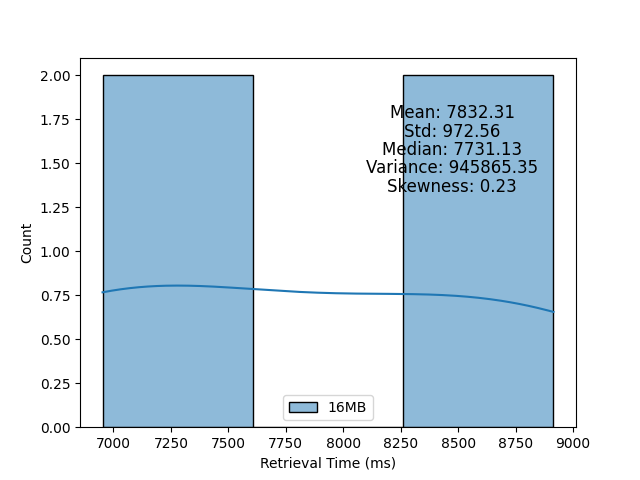 2.00
1.75
1.50
1.25
1.00
0.75
0.50
0.25
0.00
Count
Mean: 7832.31
Std: 972.56
Median: 7731.13
Variance: 945865.35
Skewness: 0.23
16MB
7000 7250 7500 7750 8000 8250 8500 8750 9000
Retrieval Time (ms)